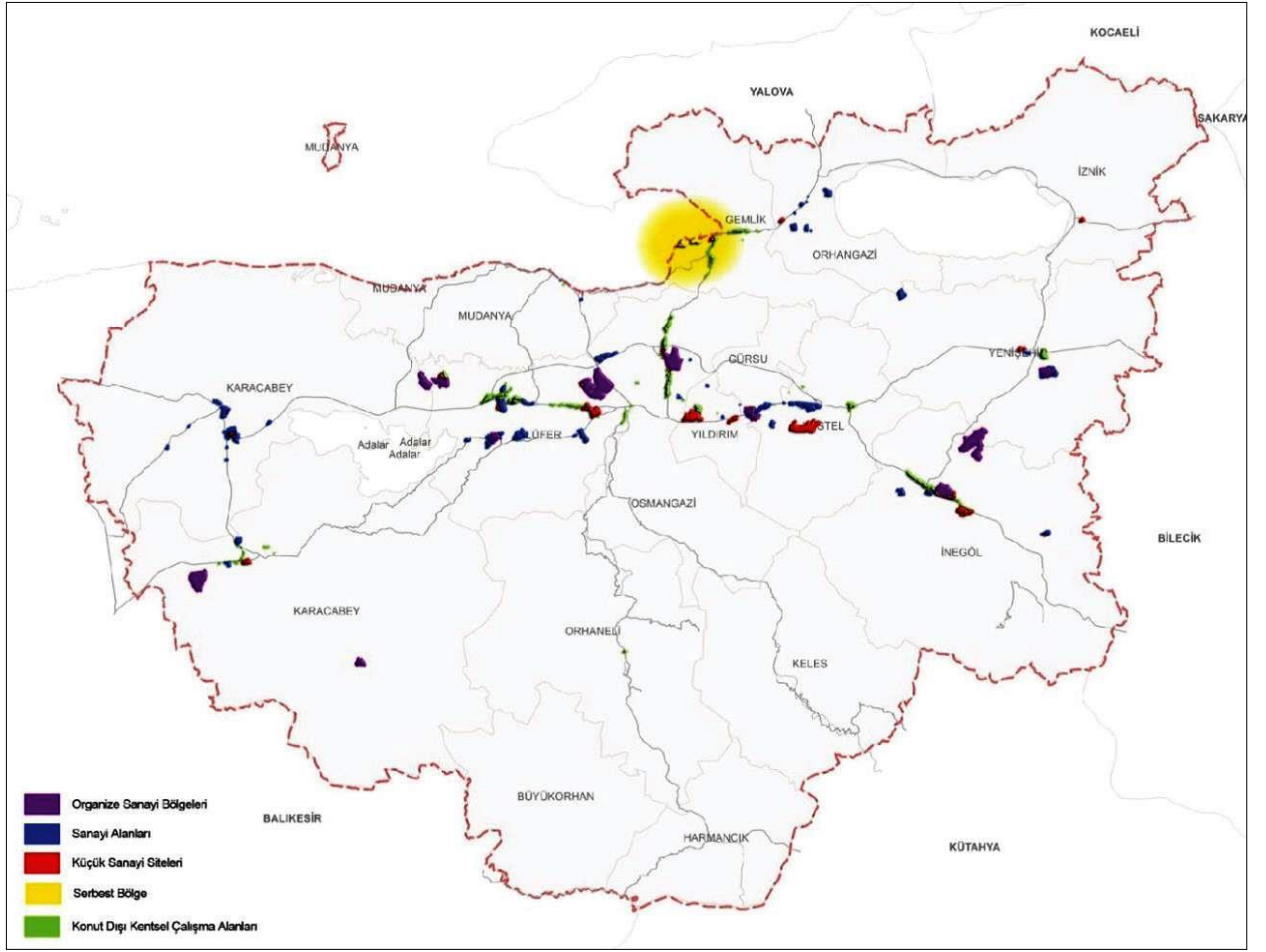 KOCAELİ
YALOVA
SAKARYA
MUDANYA
İZNİK
GEMLİK
ORHANGAZİ
MUDANYA
MUDANYA
GÜRSU
YENİŞEHİR
KARACABEY
Adalar
Adalar
Adalar
LÜFER
YILDIRIM
STEL
OSMANGAZİ
İNEGÖL
BİLECİK
KARACABEY
ORHANELİ
KELES
BÜYÜKORHAN
HARMANCIK
BALIKESİR
KÜTAHYA
Organize Sanayi Bölgeleri
Sanayi Alanları
Küçük Sanayi Siteleri
Serbest Bölge
Konut Dışı Kentsel Çalışma Alanları